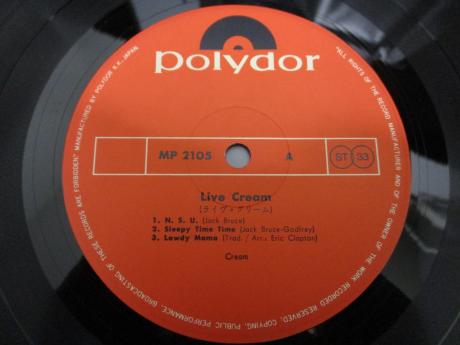 polydor
MP 2105 A ST 33
Live Cream
(ライヴ・クリーム)
1. N. S. U. (Jack Bruce)
2. Sleepy Time Time (Jack Bruce-Godfrey)
3. Lawdy Mama (Trad. / Arr.: Eric Clapton)
Cream
"ALL RIGHTS OF THE MANUFACTURER AND OF THE OWNER OF THE WORK RECORDED RESERVED. UNAUTHORIZED COPYING, PUBLIC PERFORMANCE, BROADCASTING OF THESE RECORDS ARE FORBIDDEN" MANUFACTURED BY POLYDOR K.K., JAPAN